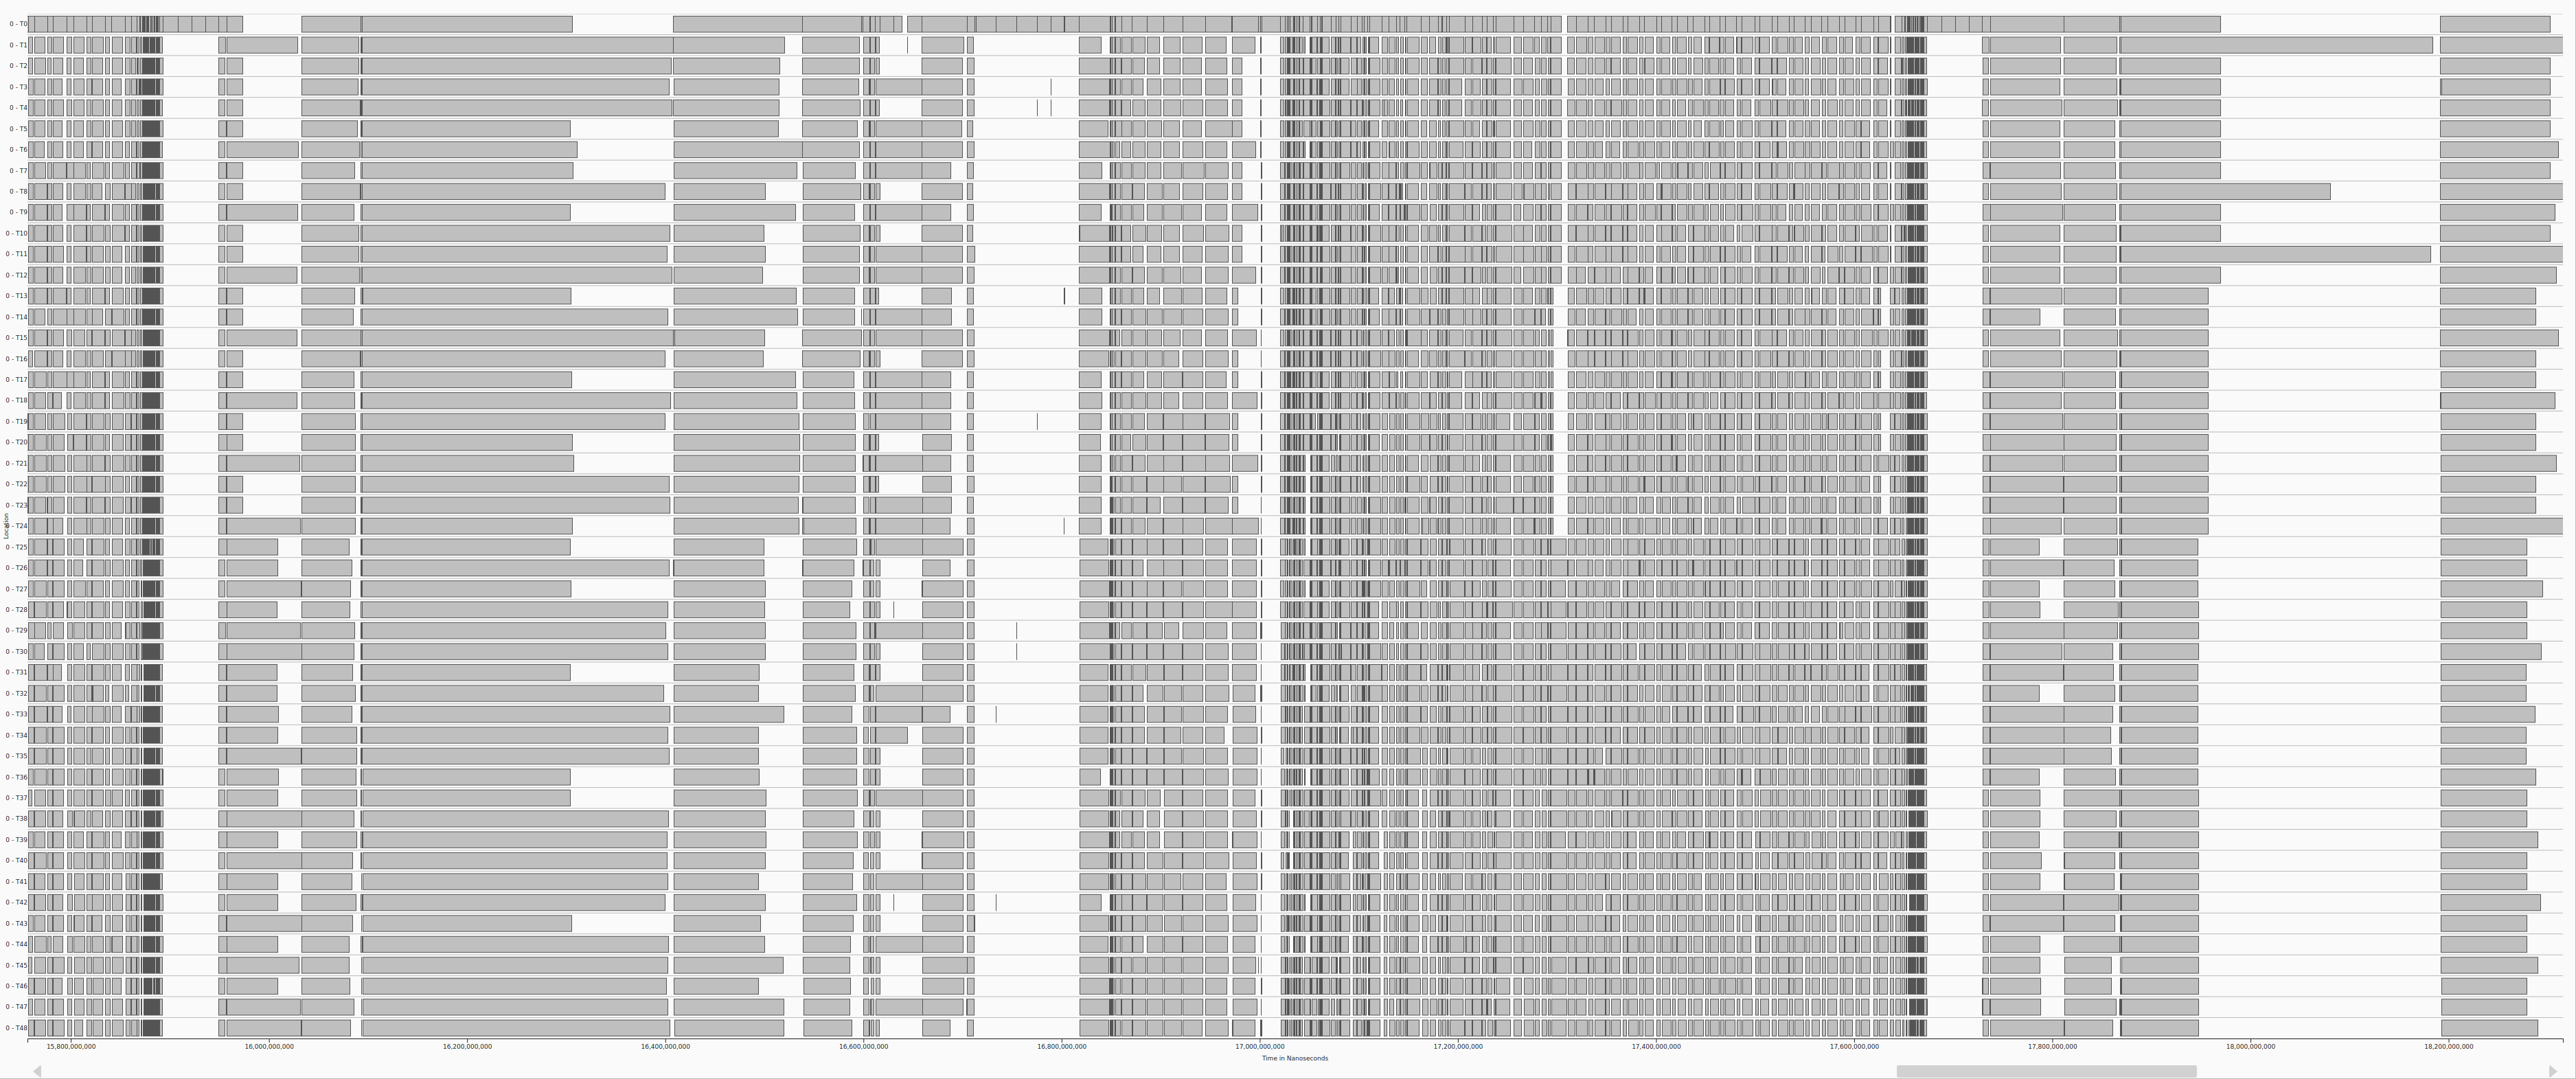 0 - T0
0 - T1
0 - T2
0 - T3
0 - T4
0 - T5
0 - T6
0 - T7
0 - T8
0 - T9
0 - T10
0 - T11
0 - T12
0 - T13
0 - T14
0 - T15
0 - T16
0 - T17
0 - T18
0 - T19
0 - T20
0 - T21
0 - T22
0 - T23
Location
0 - T24
0 - T25
0 - T26
0 - T27
0 - T28
0 - T29
0 - T30
0 - T31
0 - T32
0 - T33
0 - T34
0 - T35
0 - T36
0 - T37
0 - T38
0 - T39
0 - T40
0 - T41
0 - T42
0 - T43
0 - T44
0 - T45
0 - T46
0 - T47
0 - T48
15,800,000,000 16,000,000,000 16,200,000,000 16,400,000,000 16,600,000,000 16,800,000,000 17,000,000,000 17,200,000,000 17,400,000,000 17,600,000,000 17,800,000,000 18,000,000,000 18,200,000,000
Time in Nanoseconds